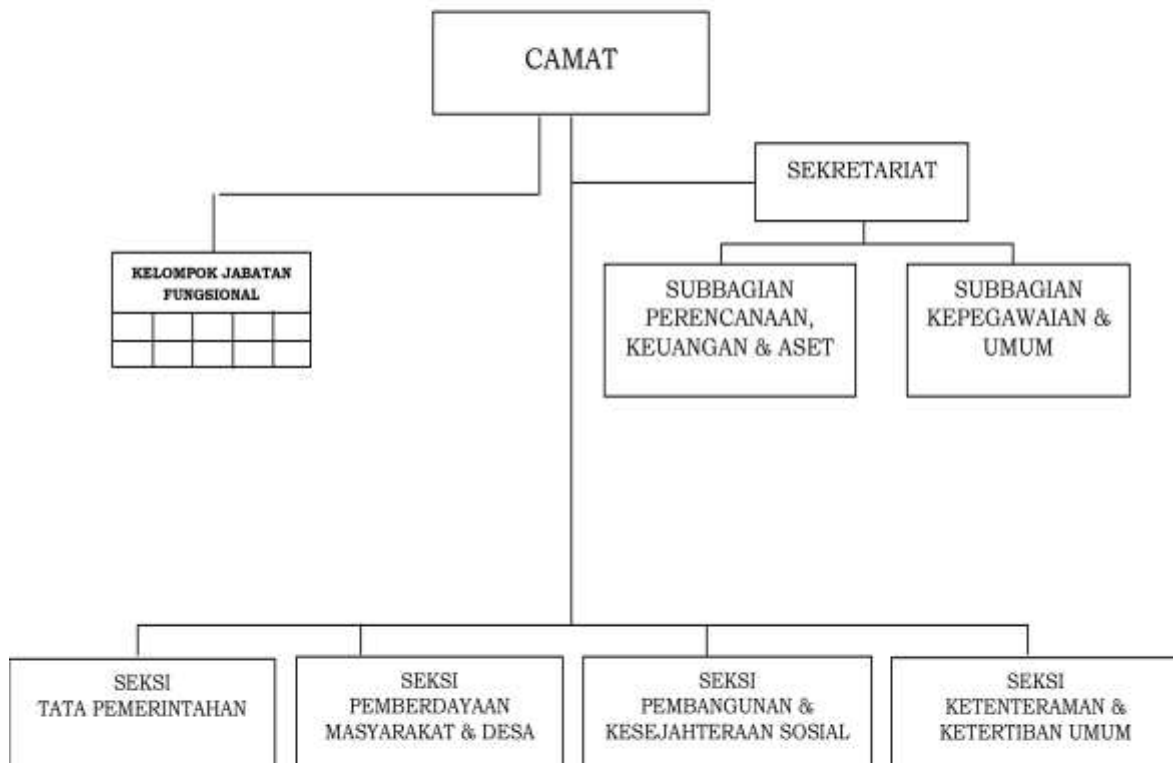 CAMAT
SEKRETARIAT
KELOMPOK JABATAN
FUNGSIONAL
SUBBAGIAN
PERENCANAAN,
KEUANGAN & ASET
SUBBAGIAN
KEPEGAWAIAN &
UMUM
SEKSI
TATA PEMERINTAHAN
SEKSI
PEMBERDAYAAN
MASYARAKAT & DESA
SEKSI
PEMBANGUNAN &
KESEJAHTERAAN SOSIAL
SEKSI
KETENTERAMAN &
KETERTIBAN UMUM